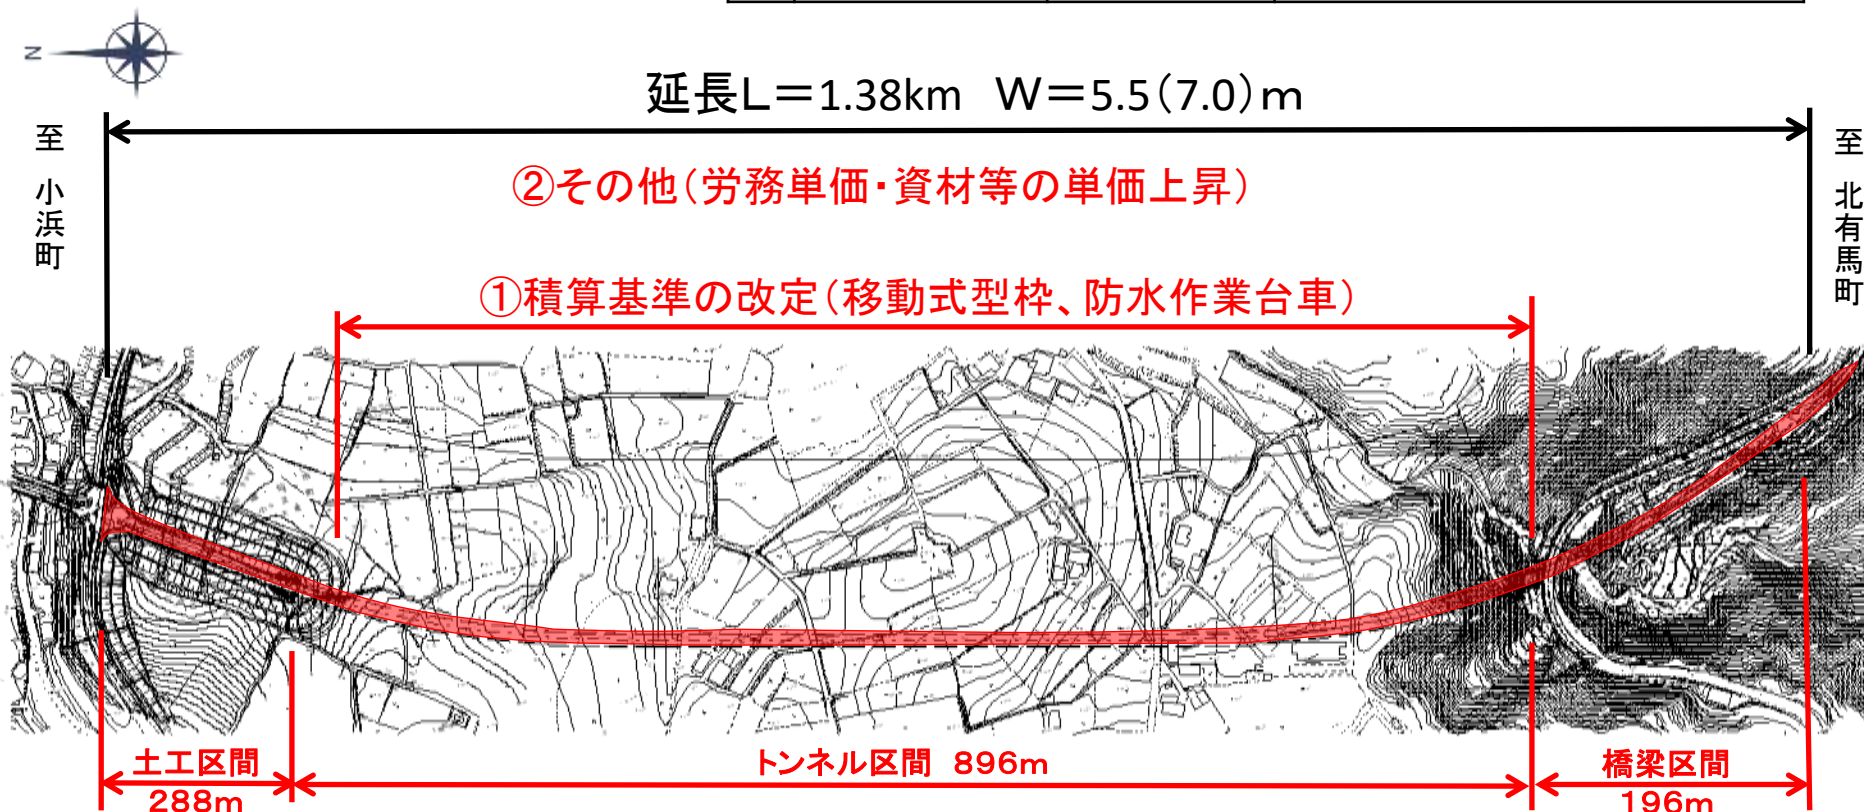 N
延長L＝1.38km　W＝5.5(7.0)m
至 小浜町
至 北有馬町
②その他(労務単価・資材等の単価上昇)
①積算基準の改定(移動式型枠、防水作業台車)
土工区間
288m
トンネル区間 896m
橋梁区間
196m